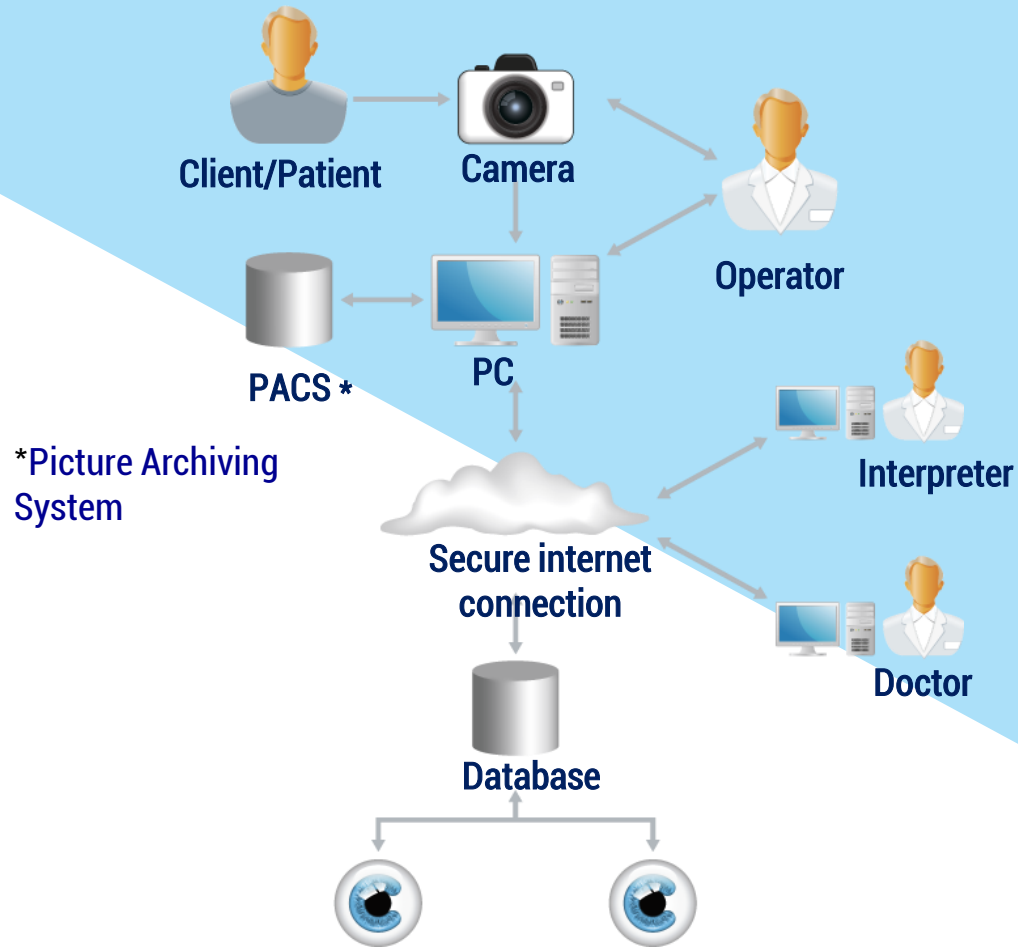 Client/Patient
Camera
Operator
PACS *
PC
*Picture Archiving
System
Interpreter
Secure internet
connection
Doctor
Database